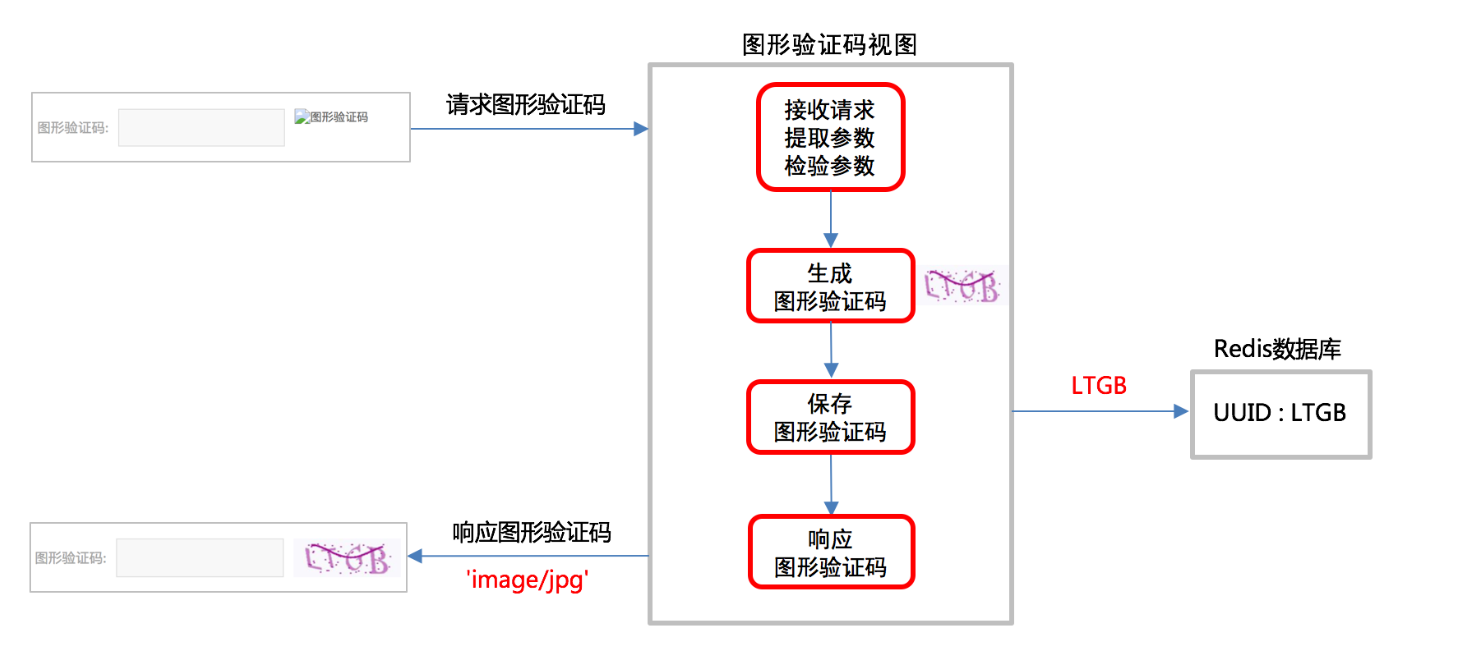 图形验证码视图
图形验证码:
图形验证码
请求图形验证码
接收请求
提取参数
检验参数
生成
图形验证码
LTGB
保存
图形验证码
LTGB
Redis数据库
UUID : LTGB
响应
图形验证码
响应图形验证码
'image/jpg'
图形验证码:
LTGB